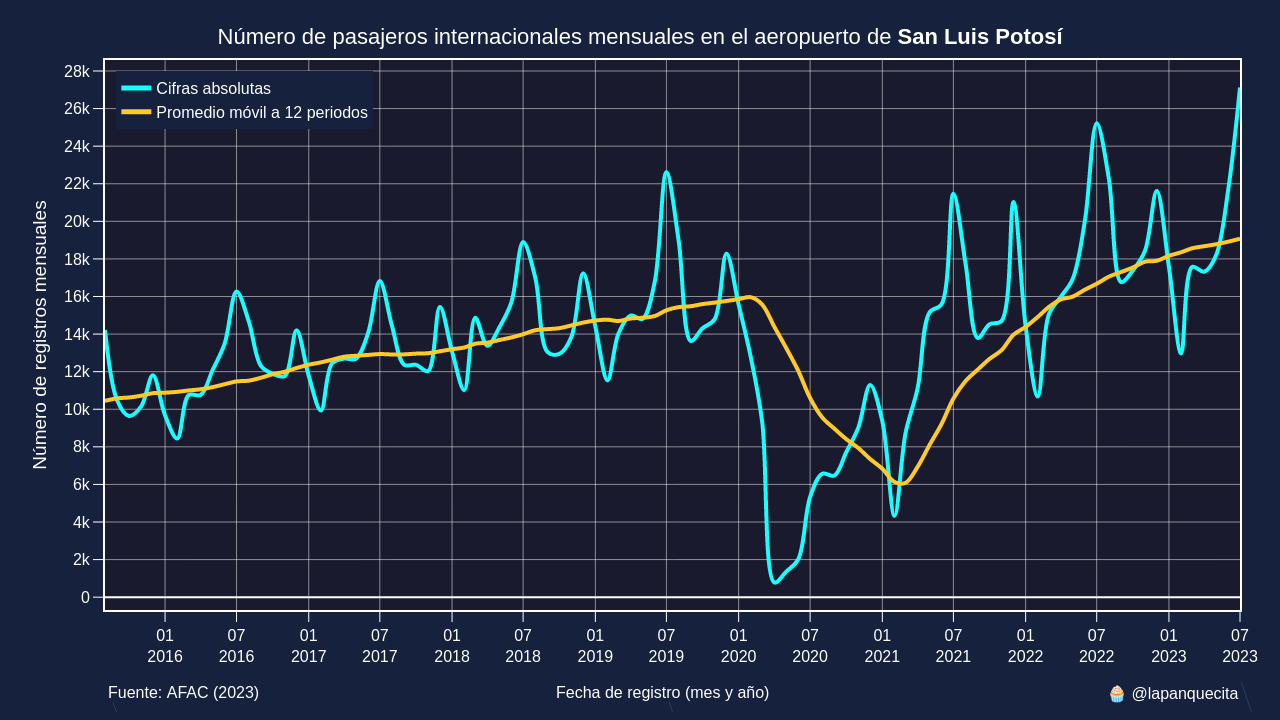 Número de pasajeros internacionales mensuales en el aeropuerto de San Luis Potosí
Cifras absolutas
Promedio móvil a 12 periodos
Número de registros mensuales
28k
26k
24k
22k
20k
18k
16k
14k
12k
10k
8k
6k
4k
2k
0
01 07 01 07 01 07 01 07 01 07 01 07 01 07 01 07
2016 2016 2017 2017 2018 2018 2019 2019 2020 2020 2021 2021 2022 2022 2023 2023
Fuente: AFAC (2023) Fecha de registro (mes y año) 🧁 @lapanquecita